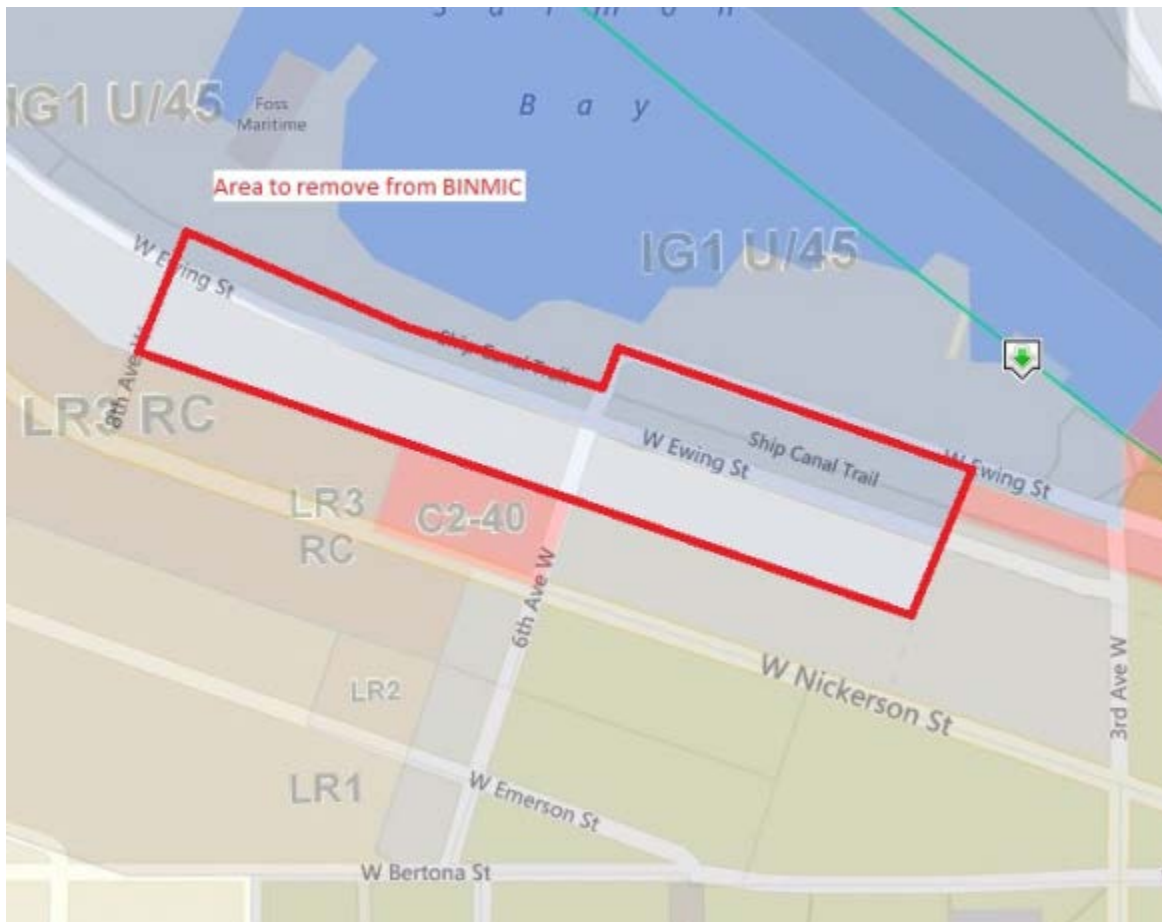 S a l m o n
B a y
IG1 U/45
Foss
Maritime
Area to remove from BINMIC
IG1 U/45
W Ewing St
Ship Canal Trail
8th Ave W
LR3 RC
W Ewing St
Ship Canal Trail
W Ewing St
LR3
RC
C2-40
6th Ave W
W Nickerson St
3rd Ave W
LR2
LR1
W Emerson St
W Bertona St